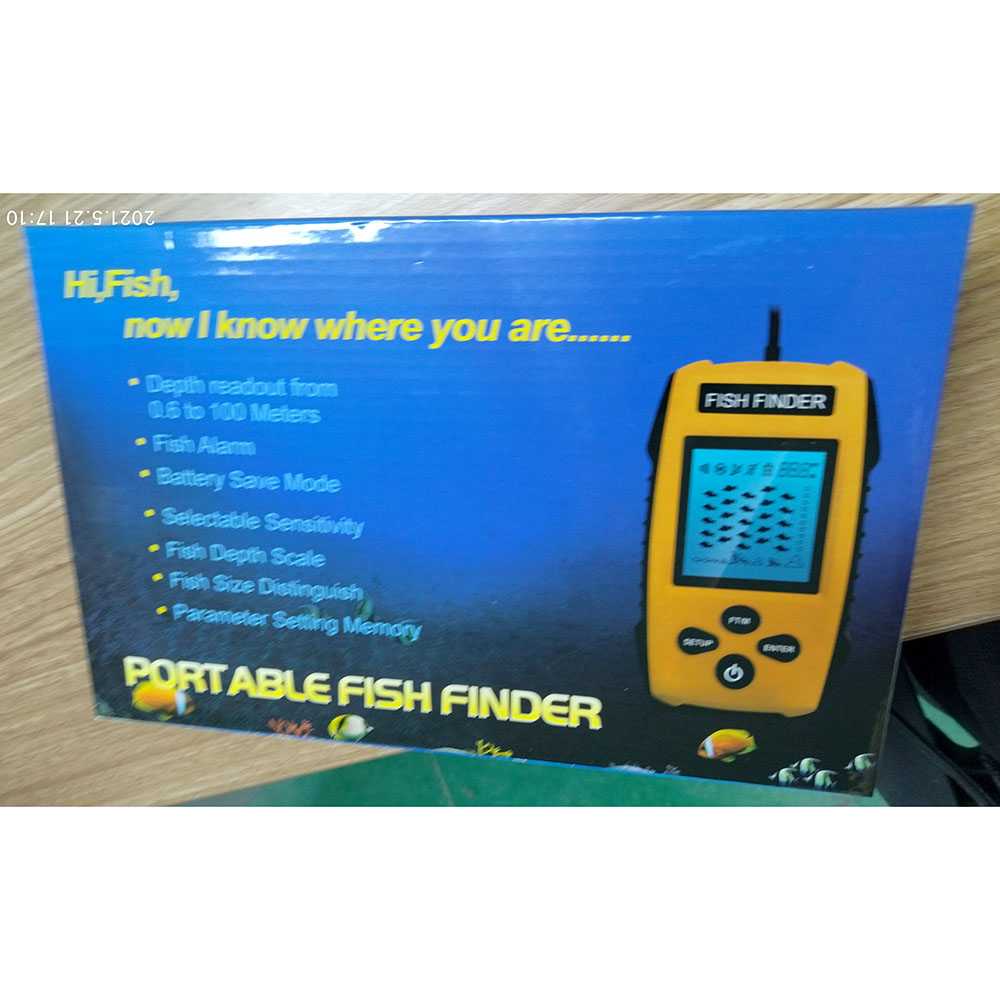 2021.5.21 17:10
Hi,Fish,
now I know where you are......
• Depth readout from
0.6 to 100 Meters
• Fish Alarm
• Battery Save Mode
• Selectable Sensitivity
• Fish Depth Scale
• Fish Size Distinguish
• Parameter Setting Memory
PORTABLE FISH FINDER
FISH FINDER
SETUP
ENTER